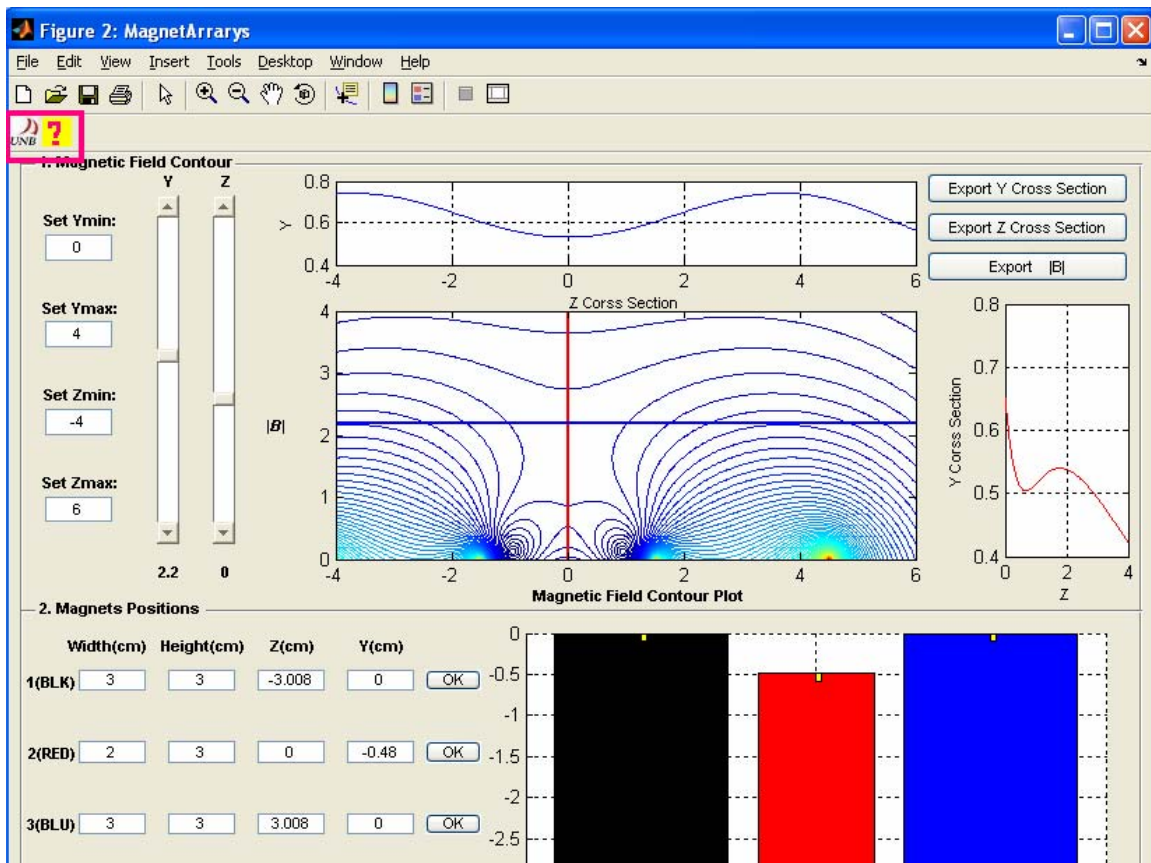 Figure 2: MagnetArrarys
File Edit View Insert Tools Desktop Window Help
UNB ?
1. Magnetic Field Contour
Y Z
Set Ymin:
0
Set Ymax:
4
Set Zmin:
-4
Set Zmax:
6
2.2 0
0.8
0.6
0.4
Y
-4 -2 0 2 4 6
Z Corss Section
Export Y Cross Section
Export Z Cross Section
Export |B|
4
3
2
1
0
|B|
-4 -2 0 2 4 6
Magnetic Field Contour Plot
0.8
0.7
0.6
0.5
0.4
Y Corss Section
0 2 4
Z
2. Magnets Positions
Width(cm) Height(cm) Z(cm) Y(cm)
1(BLK) 3 3 -3.008 0 OK
2(RED) 2 3 0 -0.48 OK
3(BLU) 3 3 3.008 0 OK
0
-0.5
-1
-1.5
-2
-2.5